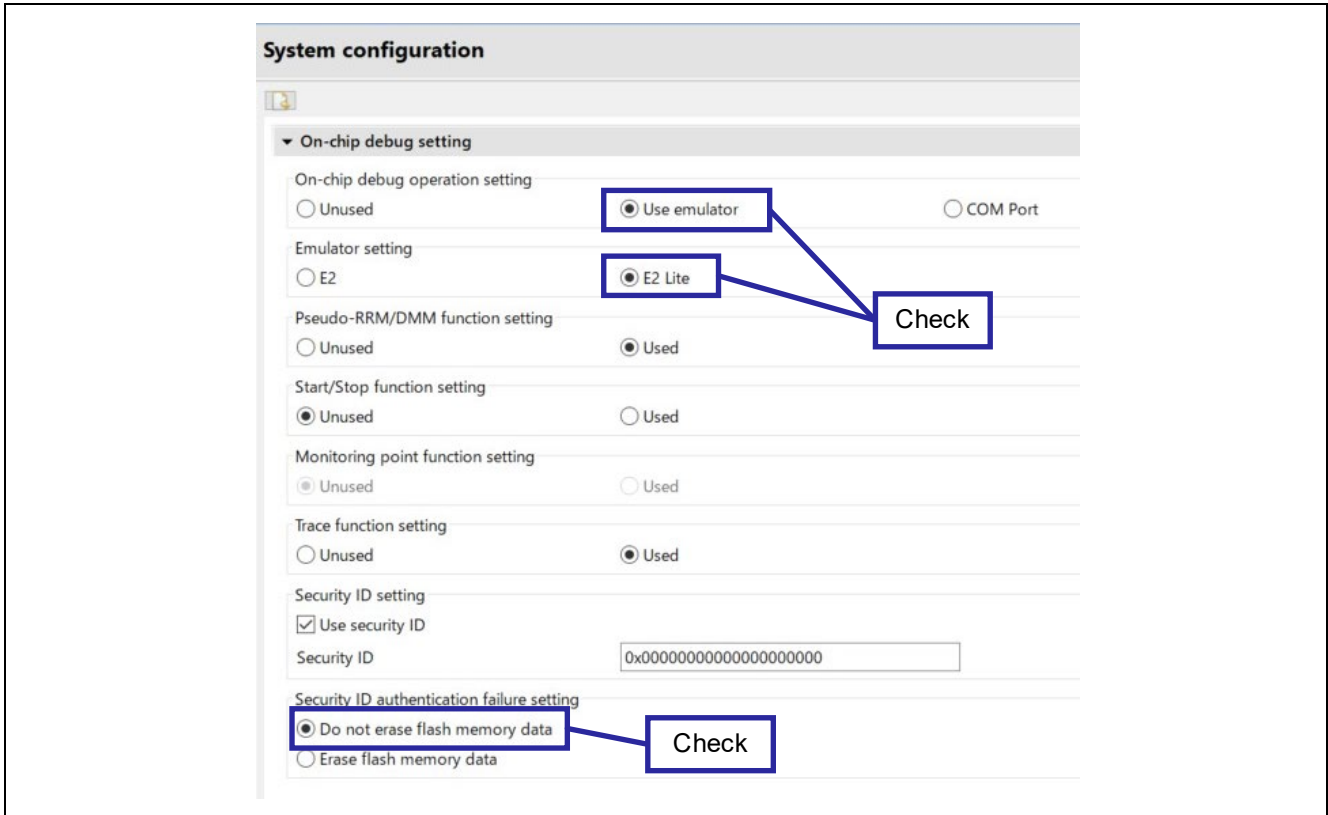 System configuration
On-chip debug setting
On-chip debug operation setting
Unused Use emulator COM Port
Emulator setting
E2 E2 Lite
Check
Pseudo-RRM/DMM function setting
Unused Used
Start/Stop function setting
Unused Used
Monitoring point function setting
Unused Used
Trace function setting
Unused Used
Security ID setting
Use security ID
Security ID 0x00000000000000000000
Security ID authentication failure setting
Do not erase flash memory data
Check
Erase flash memory data